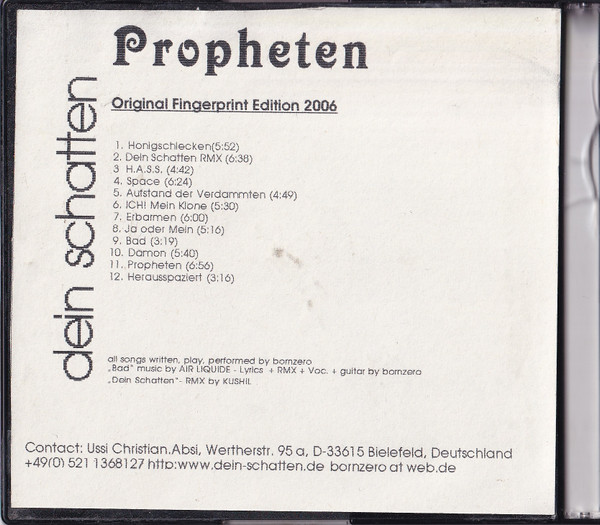 Propheten
dein schatten
Original Fingerprint Edition 2006
1. Honigschlecken(5:52)
2. Dein Schatten RMX (6:38)
3 H.A.S.S. (4:42)
4. Space (6:24)
5. Aufstand der Verdammten (4:49)
6. ICH! Mein Klone (5:30)
7. Erbarmen (6:00)
8. Ja oder Mein (5:16)
9. Bad (3:19)
10. Dämon (5:40)
11. Propheten (6:56)
12. Herausspaziert (3:16)
all songs written, play, performed by bornzero
„Bad" music by AIR LIQUIDE - Lyrics + RMX + Voc. + guitar by bornzero
„Dein Schatten"- RMX by KUSHIL
Contact: Ussi Christian.Absi, Wertherstr. 95 a, D-33615 Bielefeld, Deutschland
+49(0) 521 1368127 http:www.dein-schatten.de bornzero at web.de